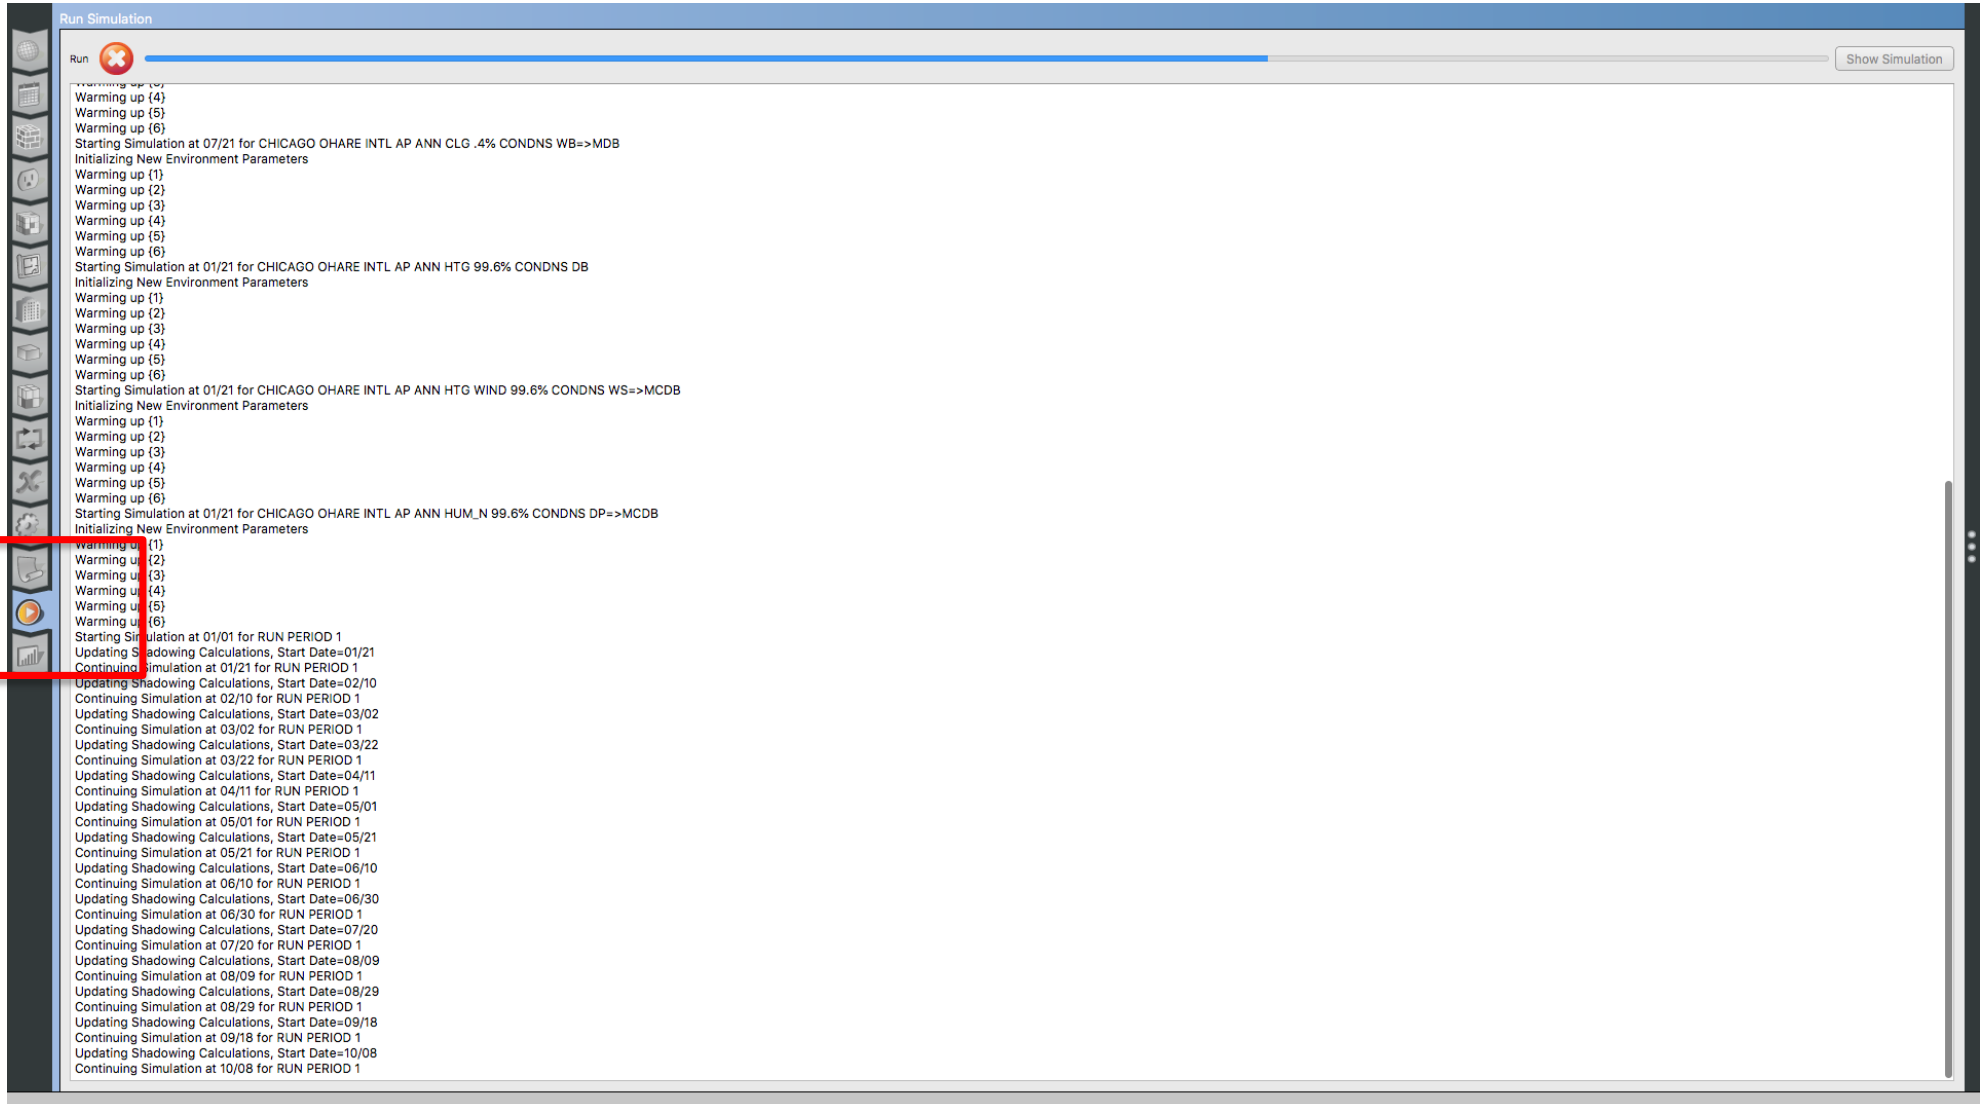 Run Simulation
Run
Show Simulation
Warming up {4}
Warming up {5}
Warming up {6}
Starting Simulation at 07/21 for CHICAGO OHARE INTL AP ANN CLG .4% CONDNS WB=>MDB
Initializing New Environment Parameters
Warming up {1}
Warming up {2}
Warming up {3}
Warming up {4}
Warming up {5}
Warming up {6}
Starting Simulation at 01/21 for CHICAGO OHARE INTL AP ANN HTG 99.6% CONDNS DB
Initializing New Environment Parameters
Warming up {1}
Warming up {2}
Warming up {3}
Warming up {4}
Warming up {5}
Warming up {6}
Starting Simulation at 01/21 for CHICAGO OHARE INTL AP ANN HTG WIND 99.6% CONDNS WS=>MCDB
Initializing New Environment Parameters
Warming up {1}
Warming up {2}
Warming up {3}
Warming up {4}
Warming up {5}
Warming up {6}
Starting Simulation at 01/21 for CHICAGO OHARE INTL AP ANN HUM_N 99.6% CONDNS DP=>MCDB
Initializing New Environment Parameters
Warming up {1}
Warming up {2}
Warming up {3}
Warming up {4}
Warming up {5}
Warming up {6}
Starting Simulation at 01/01 for RUN PERIOD 1
Updating Shadowing Calculations, Start Date=01/21
Continuing Simulation at 01/21 for RUN PERIOD 1
Updating Shadowing Calculations, Start Date=02/10
Continuing Simulation at 02/10 for RUN PERIOD 1
Updating Shadowing Calculations, Start Date=03/02
Continuing Simulation at 03/02 for RUN PERIOD 1
Updating Shadowing Calculations, Start Date=03/22
Continuing Simulation at 03/22 for RUN PERIOD 1
Updating Shadowing Calculations, Start Date=04/11
Continuing Simulation at 04/11 for RUN PERIOD 1
Updating Shadowing Calculations, Start Date=05/01
Continuing Simulation at 05/01 for RUN PERIOD 1
Updating Shadowing Calculations, Start Date=05/21
Continuing Simulation at 05/21 for RUN PERIOD 1
Updating Shadowing Calculations, Start Date=06/10
Continuing Simulation at 06/10 for RUN PERIOD 1
Updating Shadowing Calculations, Start Date=06/30
Continuing Simulation at 06/30 for RUN PERIOD 1
Updating Shadowing Calculations, Start Date=07/20
Continuing Simulation at 07/20 for RUN PERIOD 1
Updating Shadowing Calculations, Start Date=08/09
Continuing Simulation at 08/09 for RUN PERIOD 1
Updating Shadowing Calculations, Start Date=08/29
Continuing Simulation at 08/29 for RUN PERIOD 1
Updating Shadowing Calculations, Start Date=09/18
Continuing Simulation at 09/18 for RUN PERIOD 1
Updating Shadowing Calculations, Start Date=10/08
Continuing Simulation at 10/08 for RUN PERIOD 1